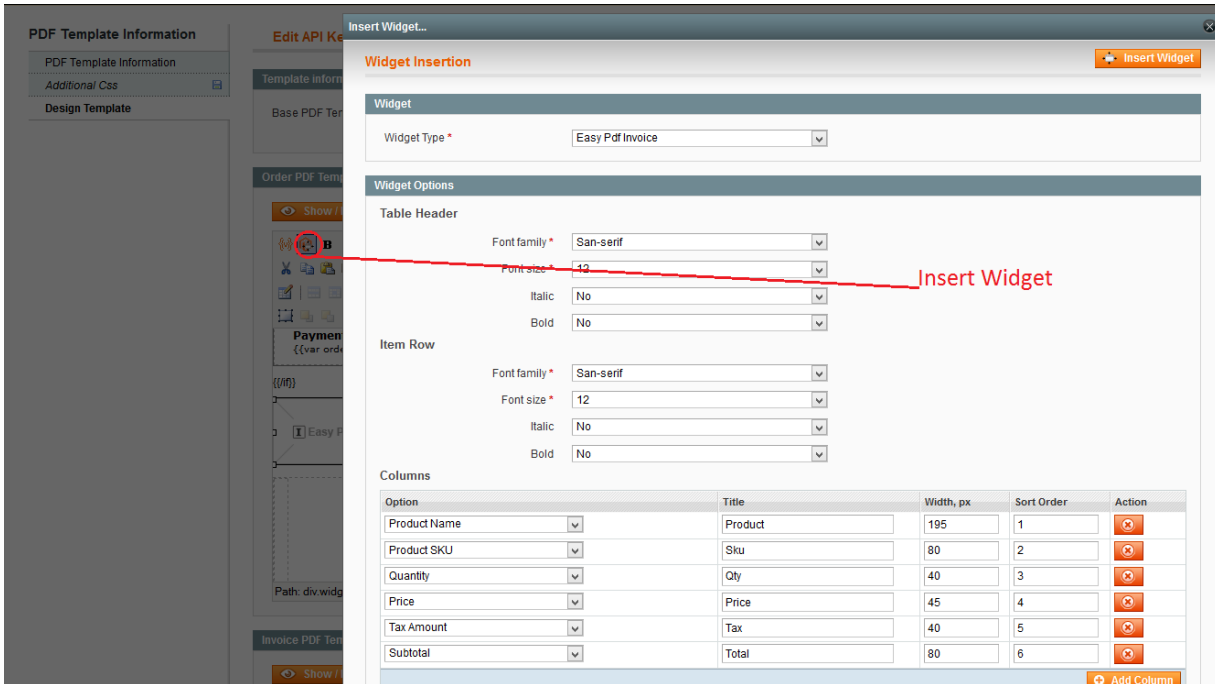 PDF Template Information
PDF Template Information
Additional Css
Design Template
Edit API Ke
Template inform
Base PDF Ter
Order PDF Temp
Show /
B
Paymen
{{var orde
{{/if}}
I Easy P
Path: div.widg
Invoice PDF Ten
Show /
Insert Widget...
Widget Insertion
Insert Widget
Widget
Widget Type * Easy Pdf Invoice
Widget Options
Table Header
Font family * San-serif
Font size * 12
Italic No
Bold No
Insert Widget
Item Row
Font family * San-serif
Font size * 12
Italic No
Bold No
Columns
Option Title Width, px Sort Order Action
Product Name Product 195 1
Product SKU Sku 80 2
Quantity Qty 40 3
Price Price 45 4
Tax Amount Tax 40 5
Subtotal Total 80 6
Add Column